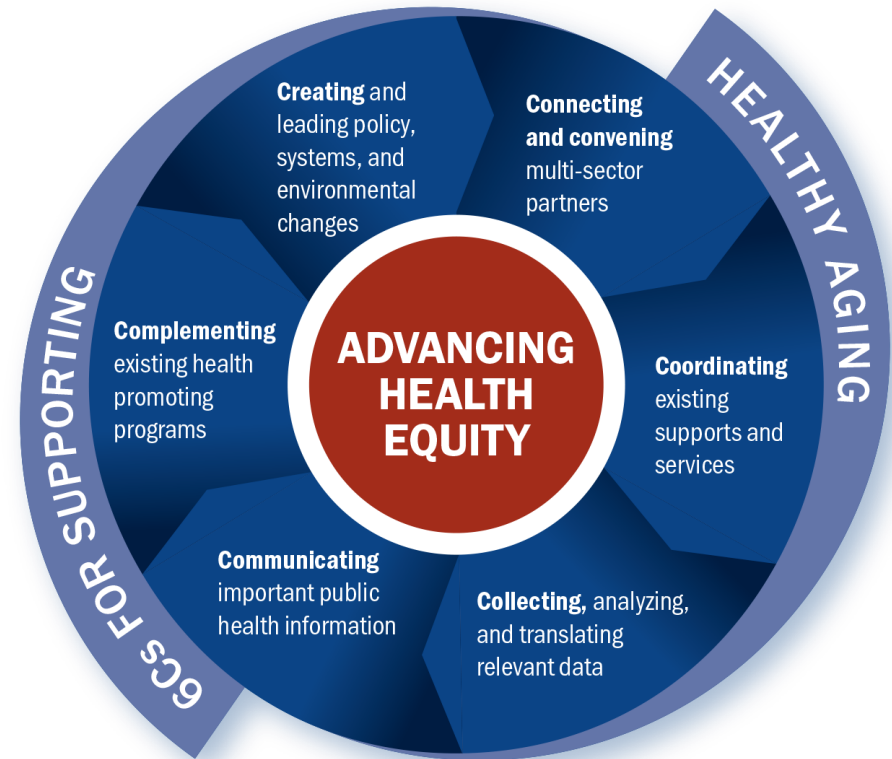 6Cs FOR SUPPORTING
HEALTHY AGING
Creating and
leading policy,
systems, and
environmental
changes
Connecting
and convening
multi-sector
partners
Coordinating
existing
supports and
services
Collecting, analyzing,
and translating
relevant data
Communicating
important public
health information
Complementing
existing health
promoting
programs
ADVANCING
HEALTH
EQUITY